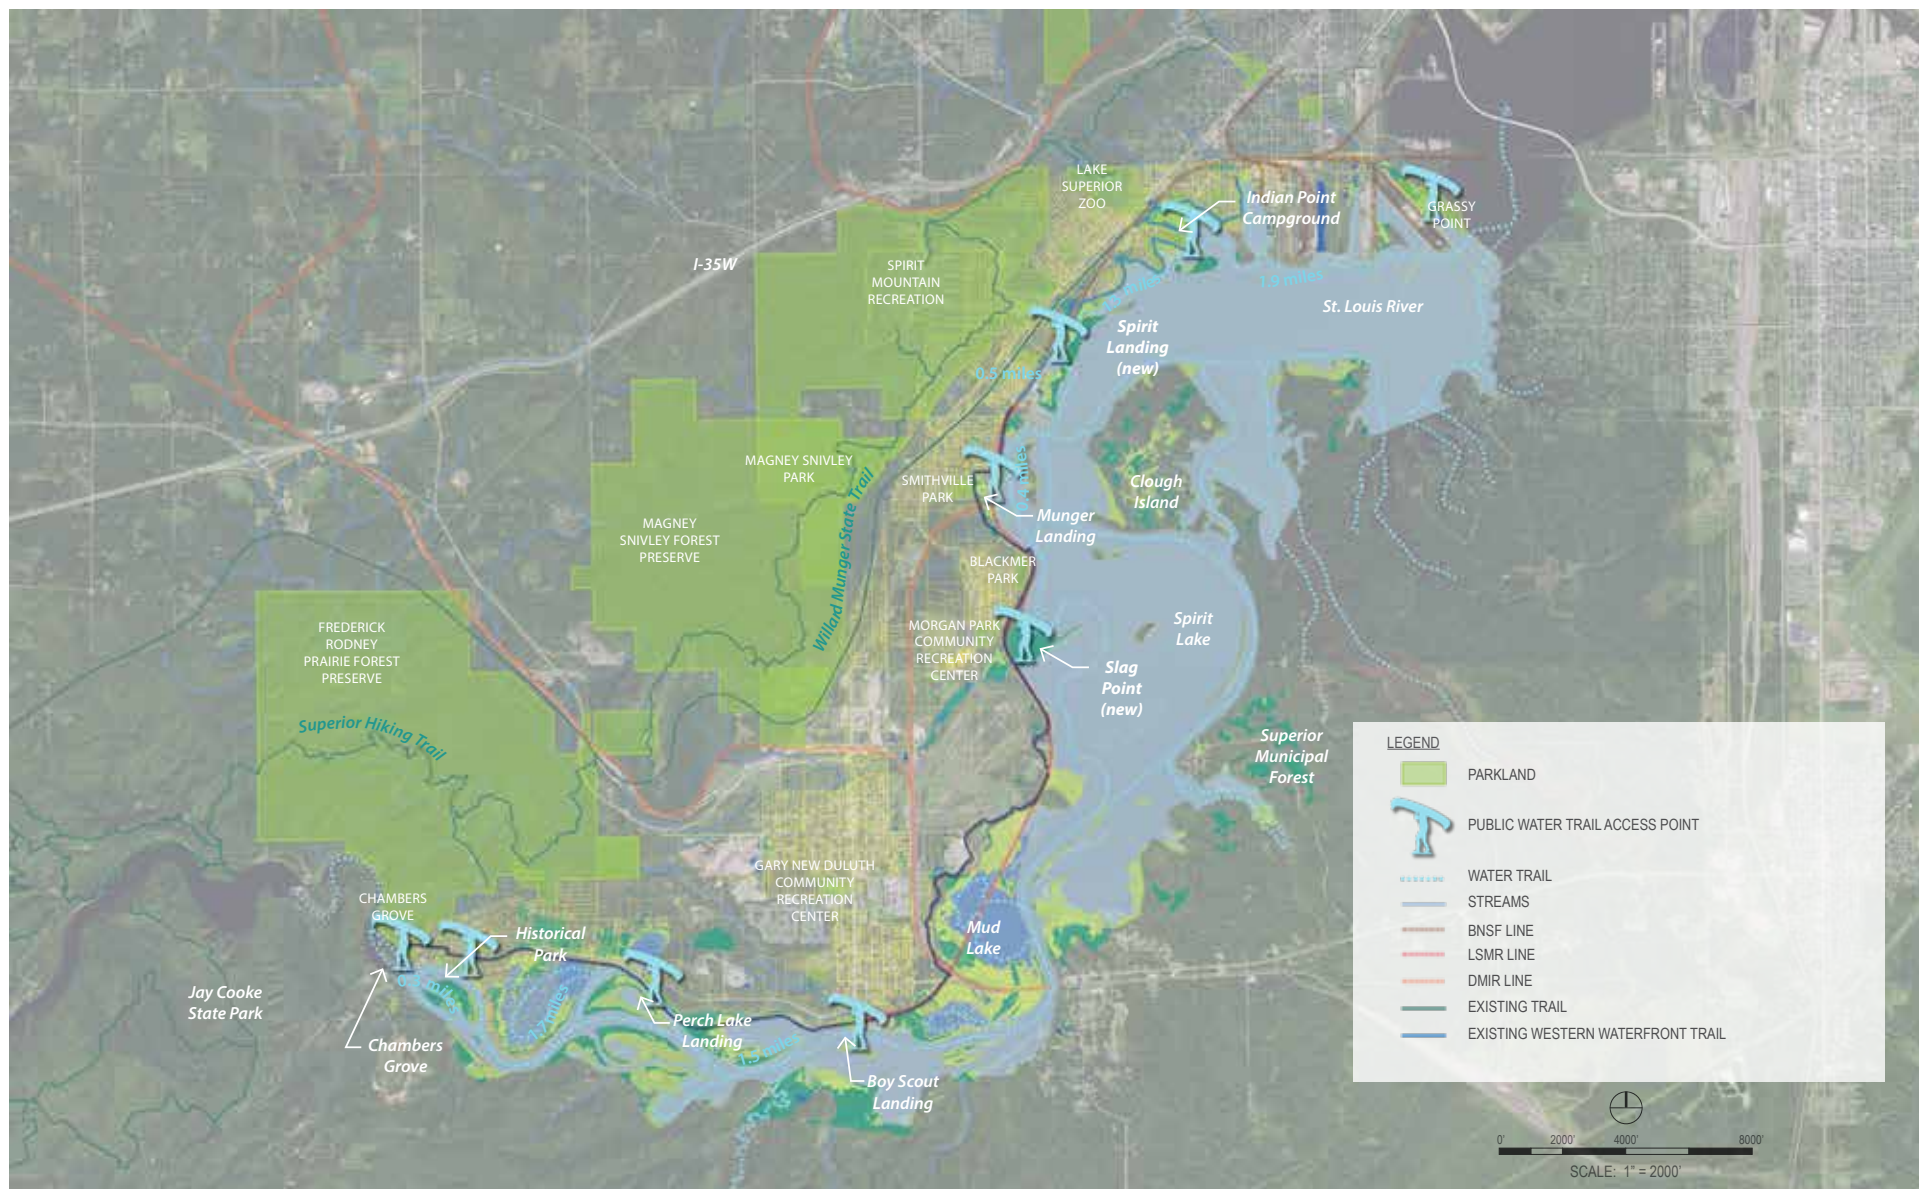 LAKE
SUPERIOR
ZOO
Indian Point
Campground
GRASSY
POINT
I-35W
SPIRIT
MOUNTAIN
RECREATION
1.9 miles
St. Louis River
Spirit
Landing
(new)
0.5 miles
MAGNEY SNIVLEY
PARK
SMITHVILLE
PARK
Clough
Island
Willard Munger State Trail
Munger
Landing
MAGNEY
SNIVLEY FOREST
PRESERVE
BLACKMER
PARK
FREDERICK
RODNEY
PRAIRIE FOREST
PRESERVE
MORGAN PARK
COMMUNITY
RECREATION
CENTER
Spirit
Lake
Slag
Point
(new)
Superior Hiking Trail
Superior
Municipal
Forest
GARY NEW DULUTH
COMMUNITY
RECREATION
CENTER
CHAMBERS
GROVE
Historical
Park
Mud
Lake
Jay Cooke
State Park
miles
Perch Lake
Landing
Chambers
Grove
Boy Scout
Landing
LEGEND
PARKLAND
PUBLIC WATER TRAIL ACCESS POINT
WATER TRAIL
STREAMS
BNSF LINE
LSMR LINE
DMIR LINE
EXISTING TRAIL
EXISTING WESTERN WATERFRONT TRAIL
0' 2000' 4000' 8000'
SCALE: 1" = 2000'